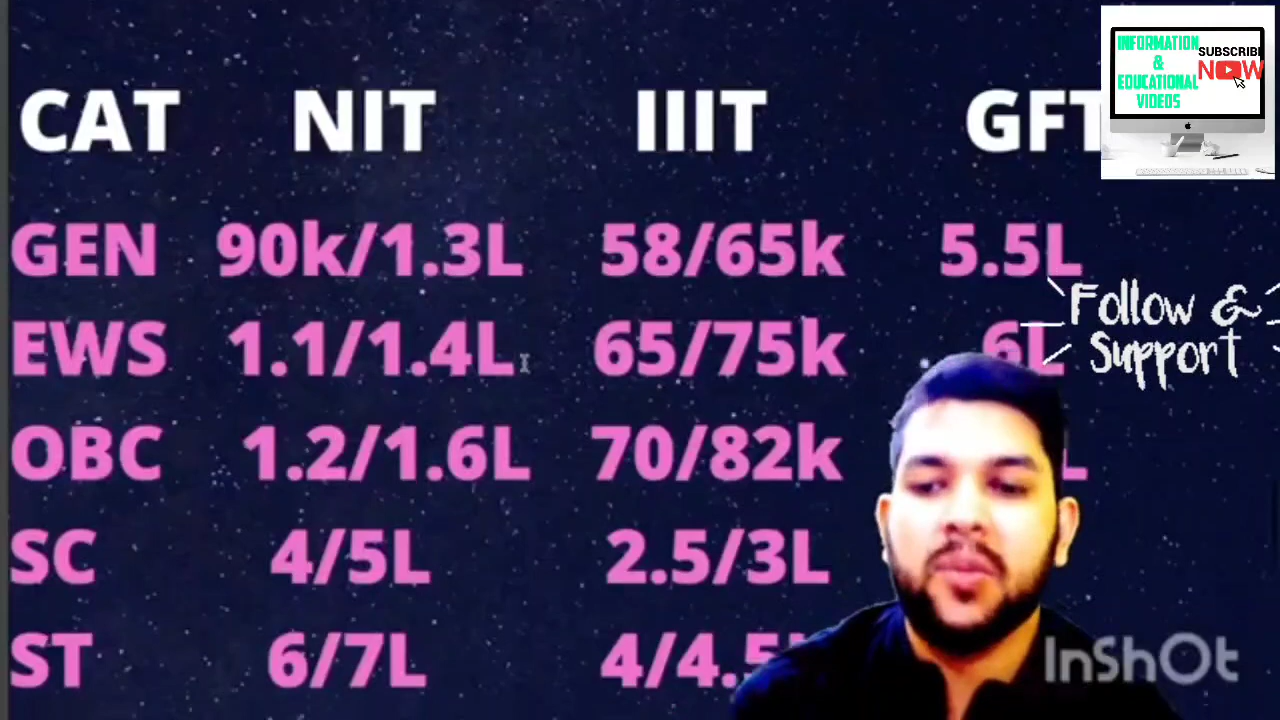 CAT NIT IIIT GFT
GEN 90k/1.3L 58/65k 5.5L
EWS 1.1/1.4L 65/75k 6L
OBC 1.2/1.6L 70/82k
SC 4/5L 2.5/3L
ST 6/7L
INFORMATION
&
EDUCATIONAL
VIDEOS
SUBSCRIBE
NOW
Follow &
Support
InShOt